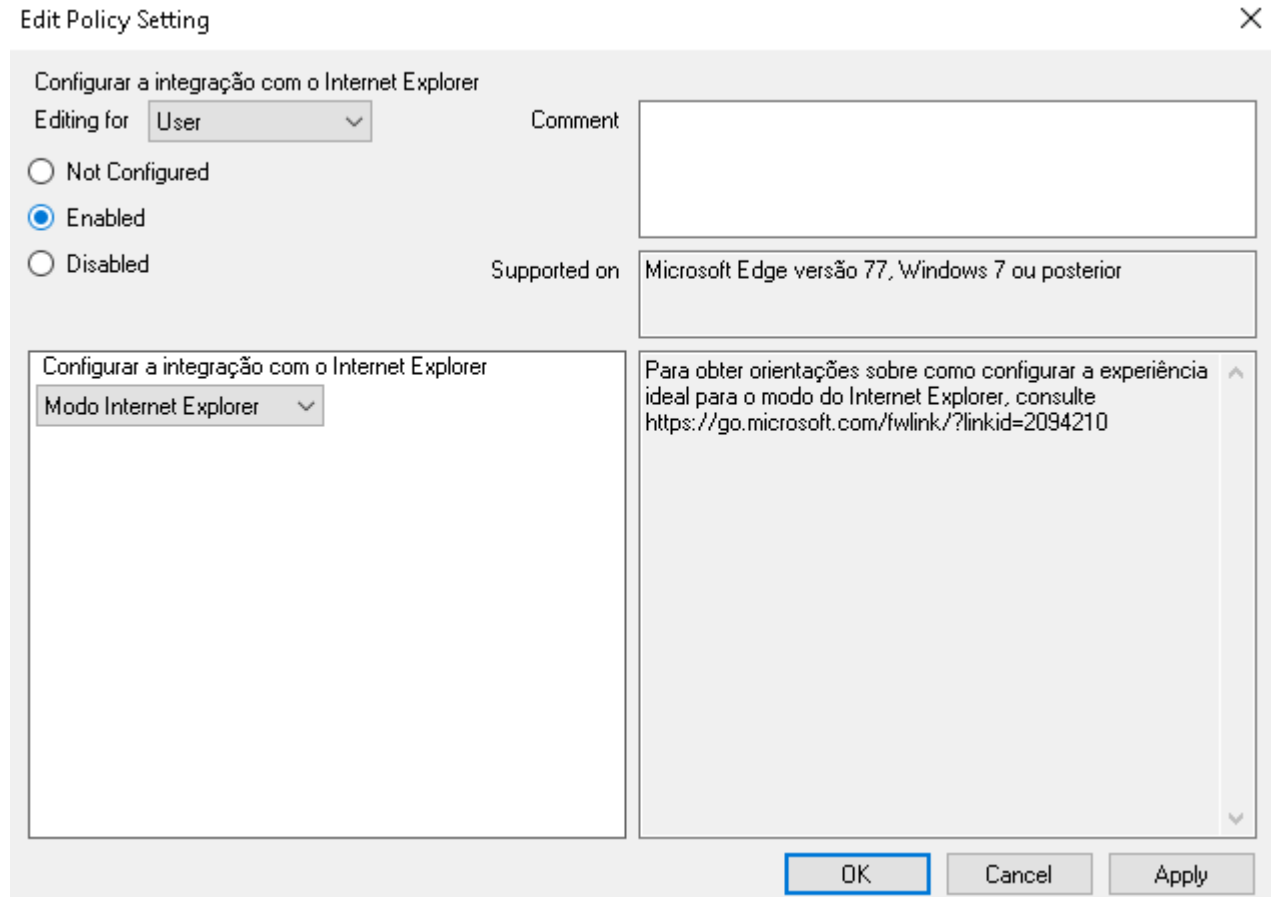 Edit Policy Setting
Configurar a integração com o Internet Explorer
Editing for User
Comment
Not Configured
Enabled
Disabled
Supported on
Microsoft Edge versão 77, Windows 7 ou posterior
Configurar a integração com o Internet Explorer
Modo Internet Explorer
Para obter orientações sobre como configurar a experiência
ideal para o modo do Internet Explorer, consulte
https://go.microsoft.com/fwlink/?linkid=2094210
OK Cancel Apply